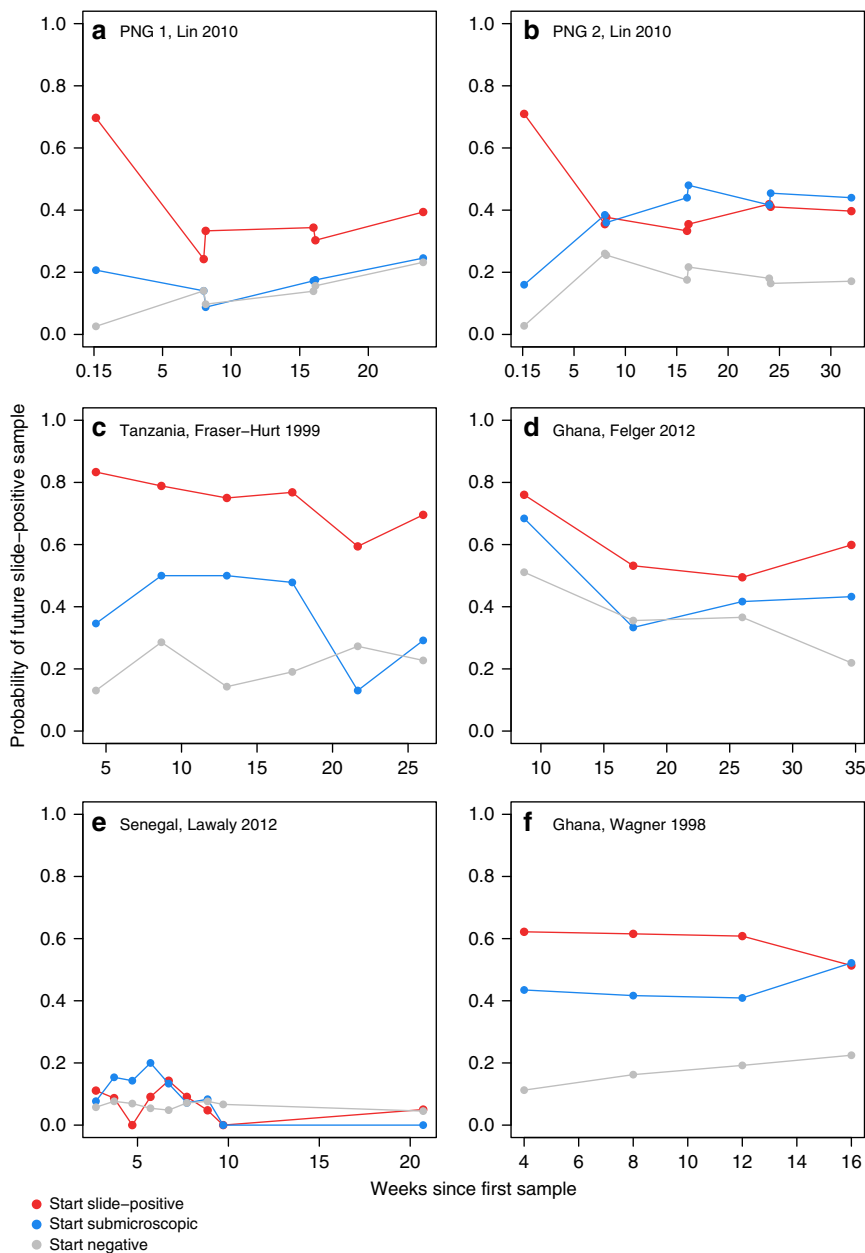 a PNG 1, Lin 2010
1.0
0.8
0.6
0.4
0.2
0.0
0.15 5 10 15 20
b PNG 2, Lin 2010
1.0
0.8
0.6
0.4
0.2
0.0
0.15 5 10 15 20 25 30
Probability of future slide−positive sample
c Tanzania, Fraser−Hurt 1999
1.0
0.8
0.6
0.4
0.2
0.0
5 10 15 20 25
d Ghana, Felger 2012
1.0
0.8
0.6
0.4
0.2
0.0
10 15 20 25 30 35
e Senegal, Lawaly 2012
1.0
0.8
0.6
0.4
0.2
0.0
5 10 15 20
f Ghana, Wagner 1998
1.0
0.8
0.6
0.4
0.2
0.0
4 6 8 10 12 14 16
Weeks since first sample
Start slide−positive
Start submicroscopic
Start negative